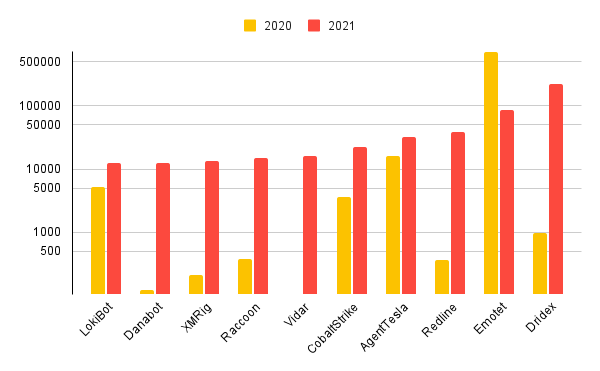 2020 2021
500000
100000
50000
10000
5000
1000
500
LokiBot
Danabot
XMRig
Raccoon
Vidar
CobaltStrike
AgentTesla
Redline
Emotet
Dridex